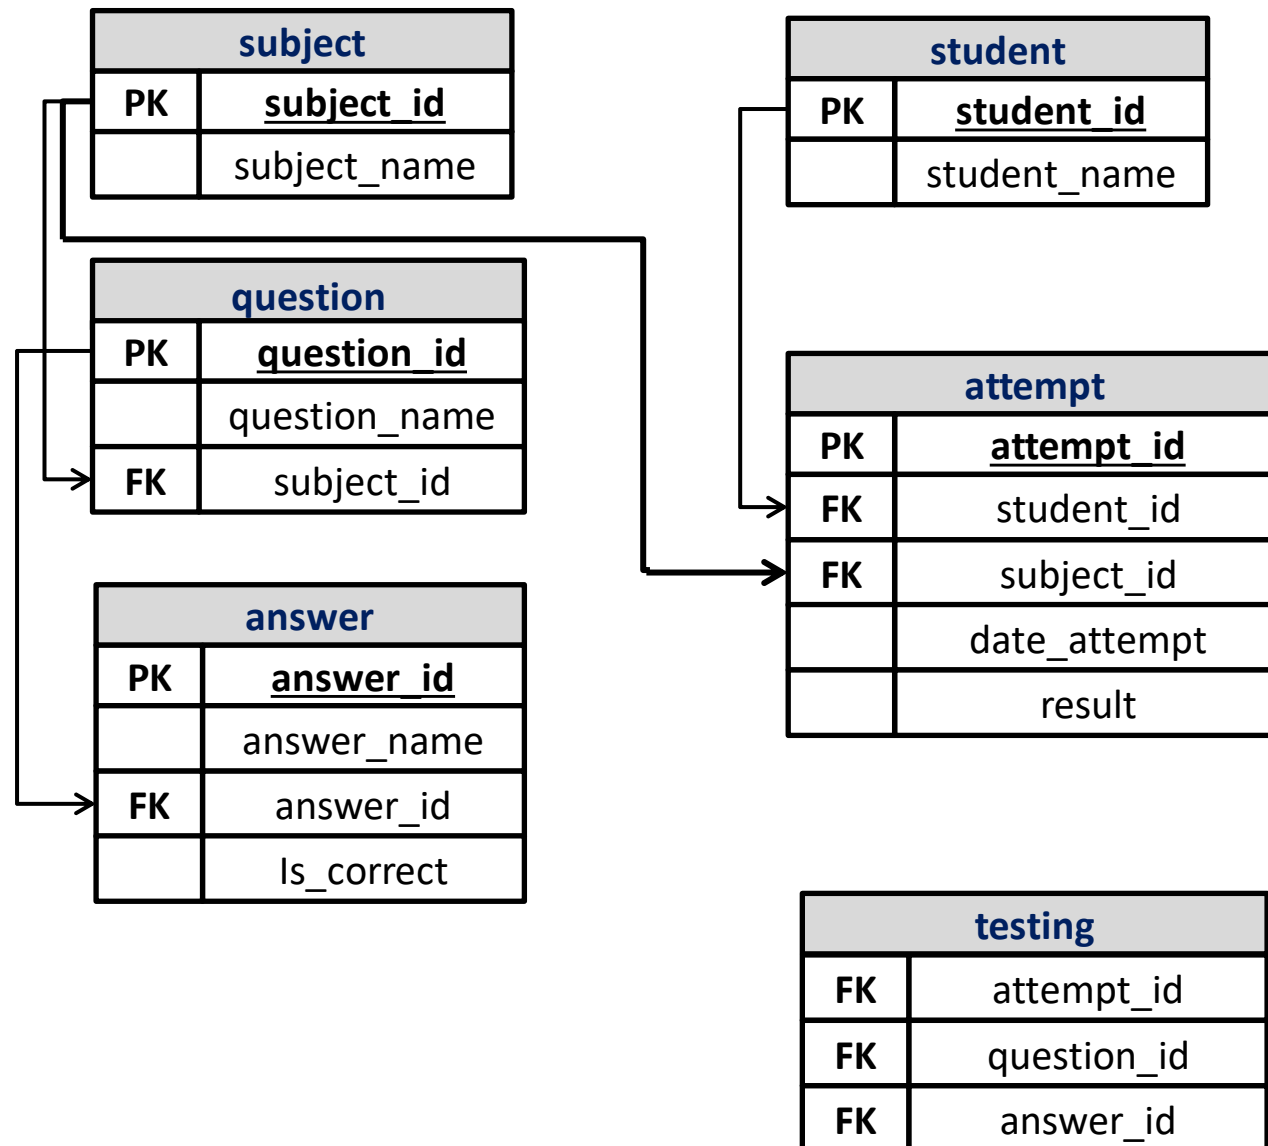 subject
PK subject_id
subject_name
student
PK student_id
student_name
question
PK question_id
question_name
FK subject_id
attempt
PK attempt_id
FK student_id
FK subject_id
date_attempt
result
answer
PK answer_id
answer_name
FK answer_id
Is_correct
testing
FK attempt_id
FK question_id
FK answer_id